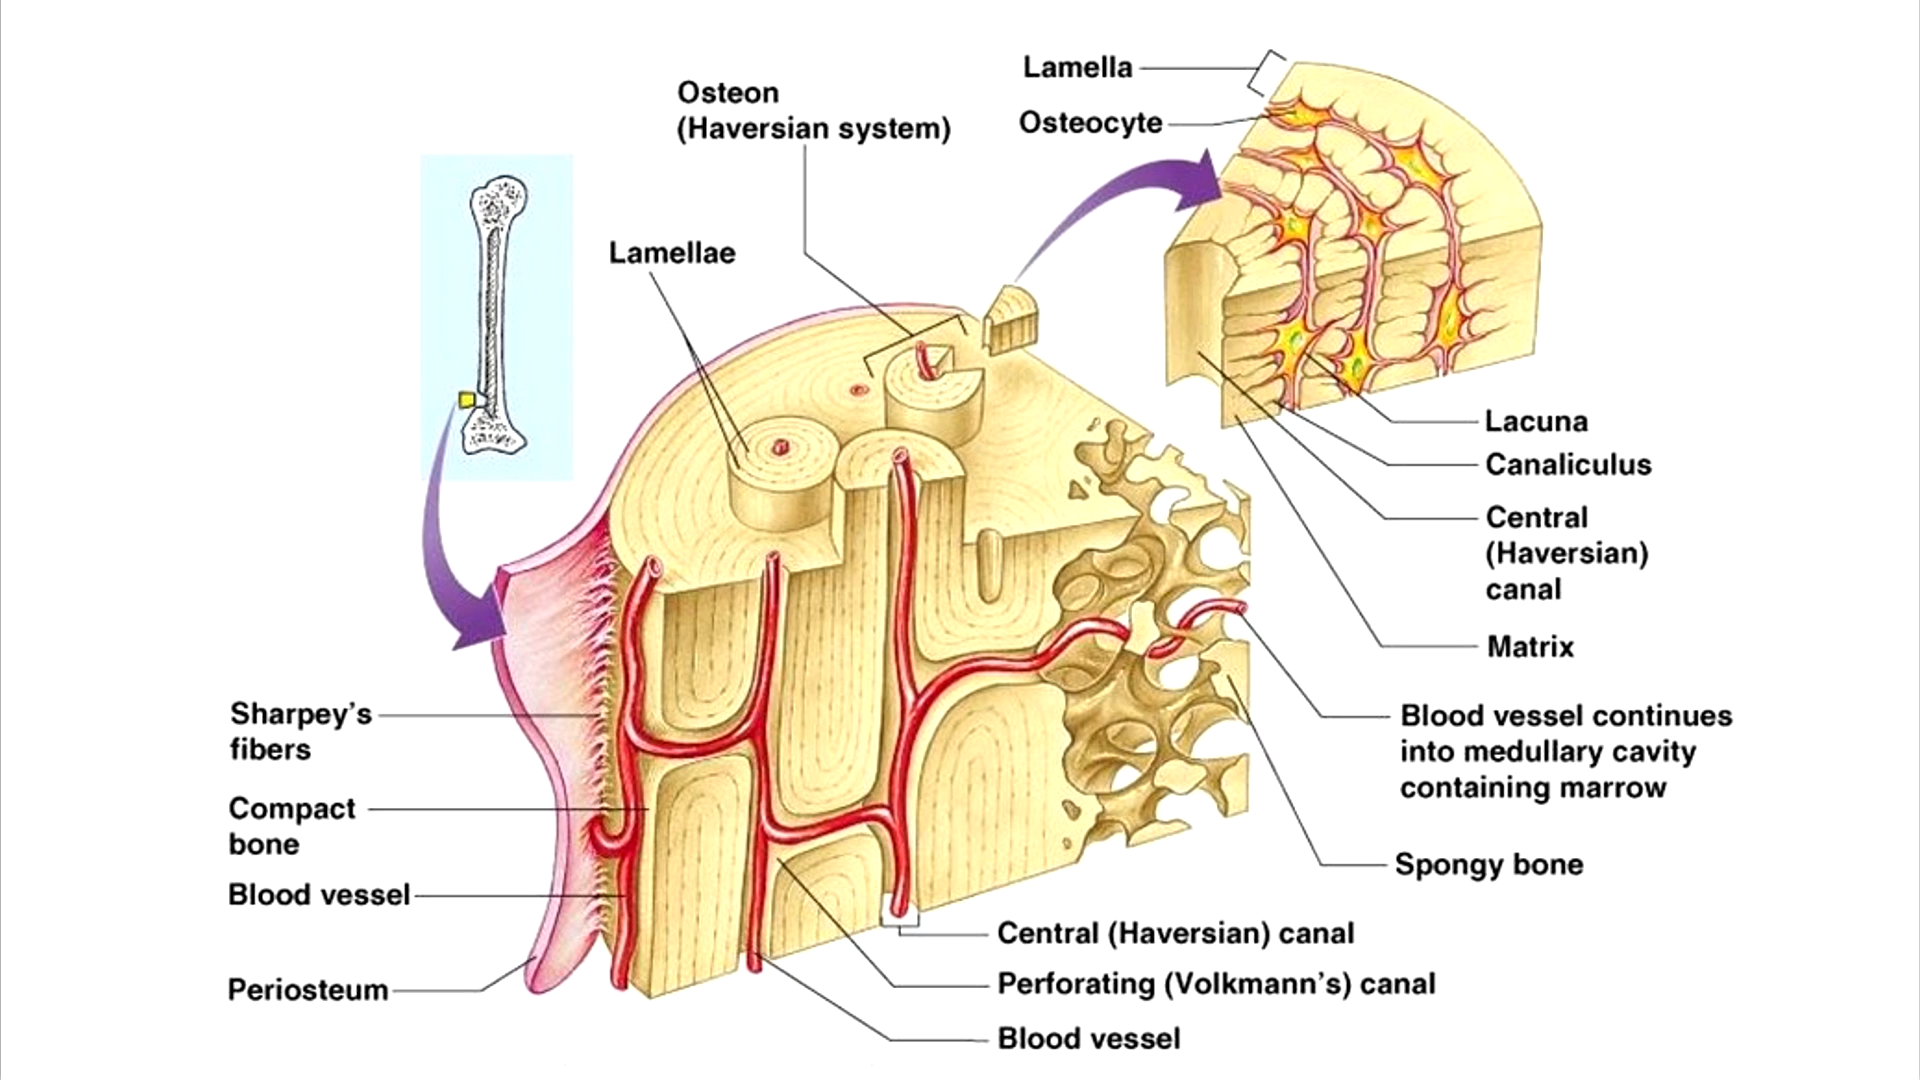 Lamella
Osteon
(Haversian system)
Osteocyte
Lamellae
Lacuna
Canaliculus
Central
(Haversian)
canal
Matrix
Sharpey's
fibers
Blood vessel continues
into medullary cavity
containing marrow
Compact
bone
Spongy bone
Blood vessel
Central (Haversian) canal
Periosteum
Perforating (Volkmann's) canal
Blood vessel